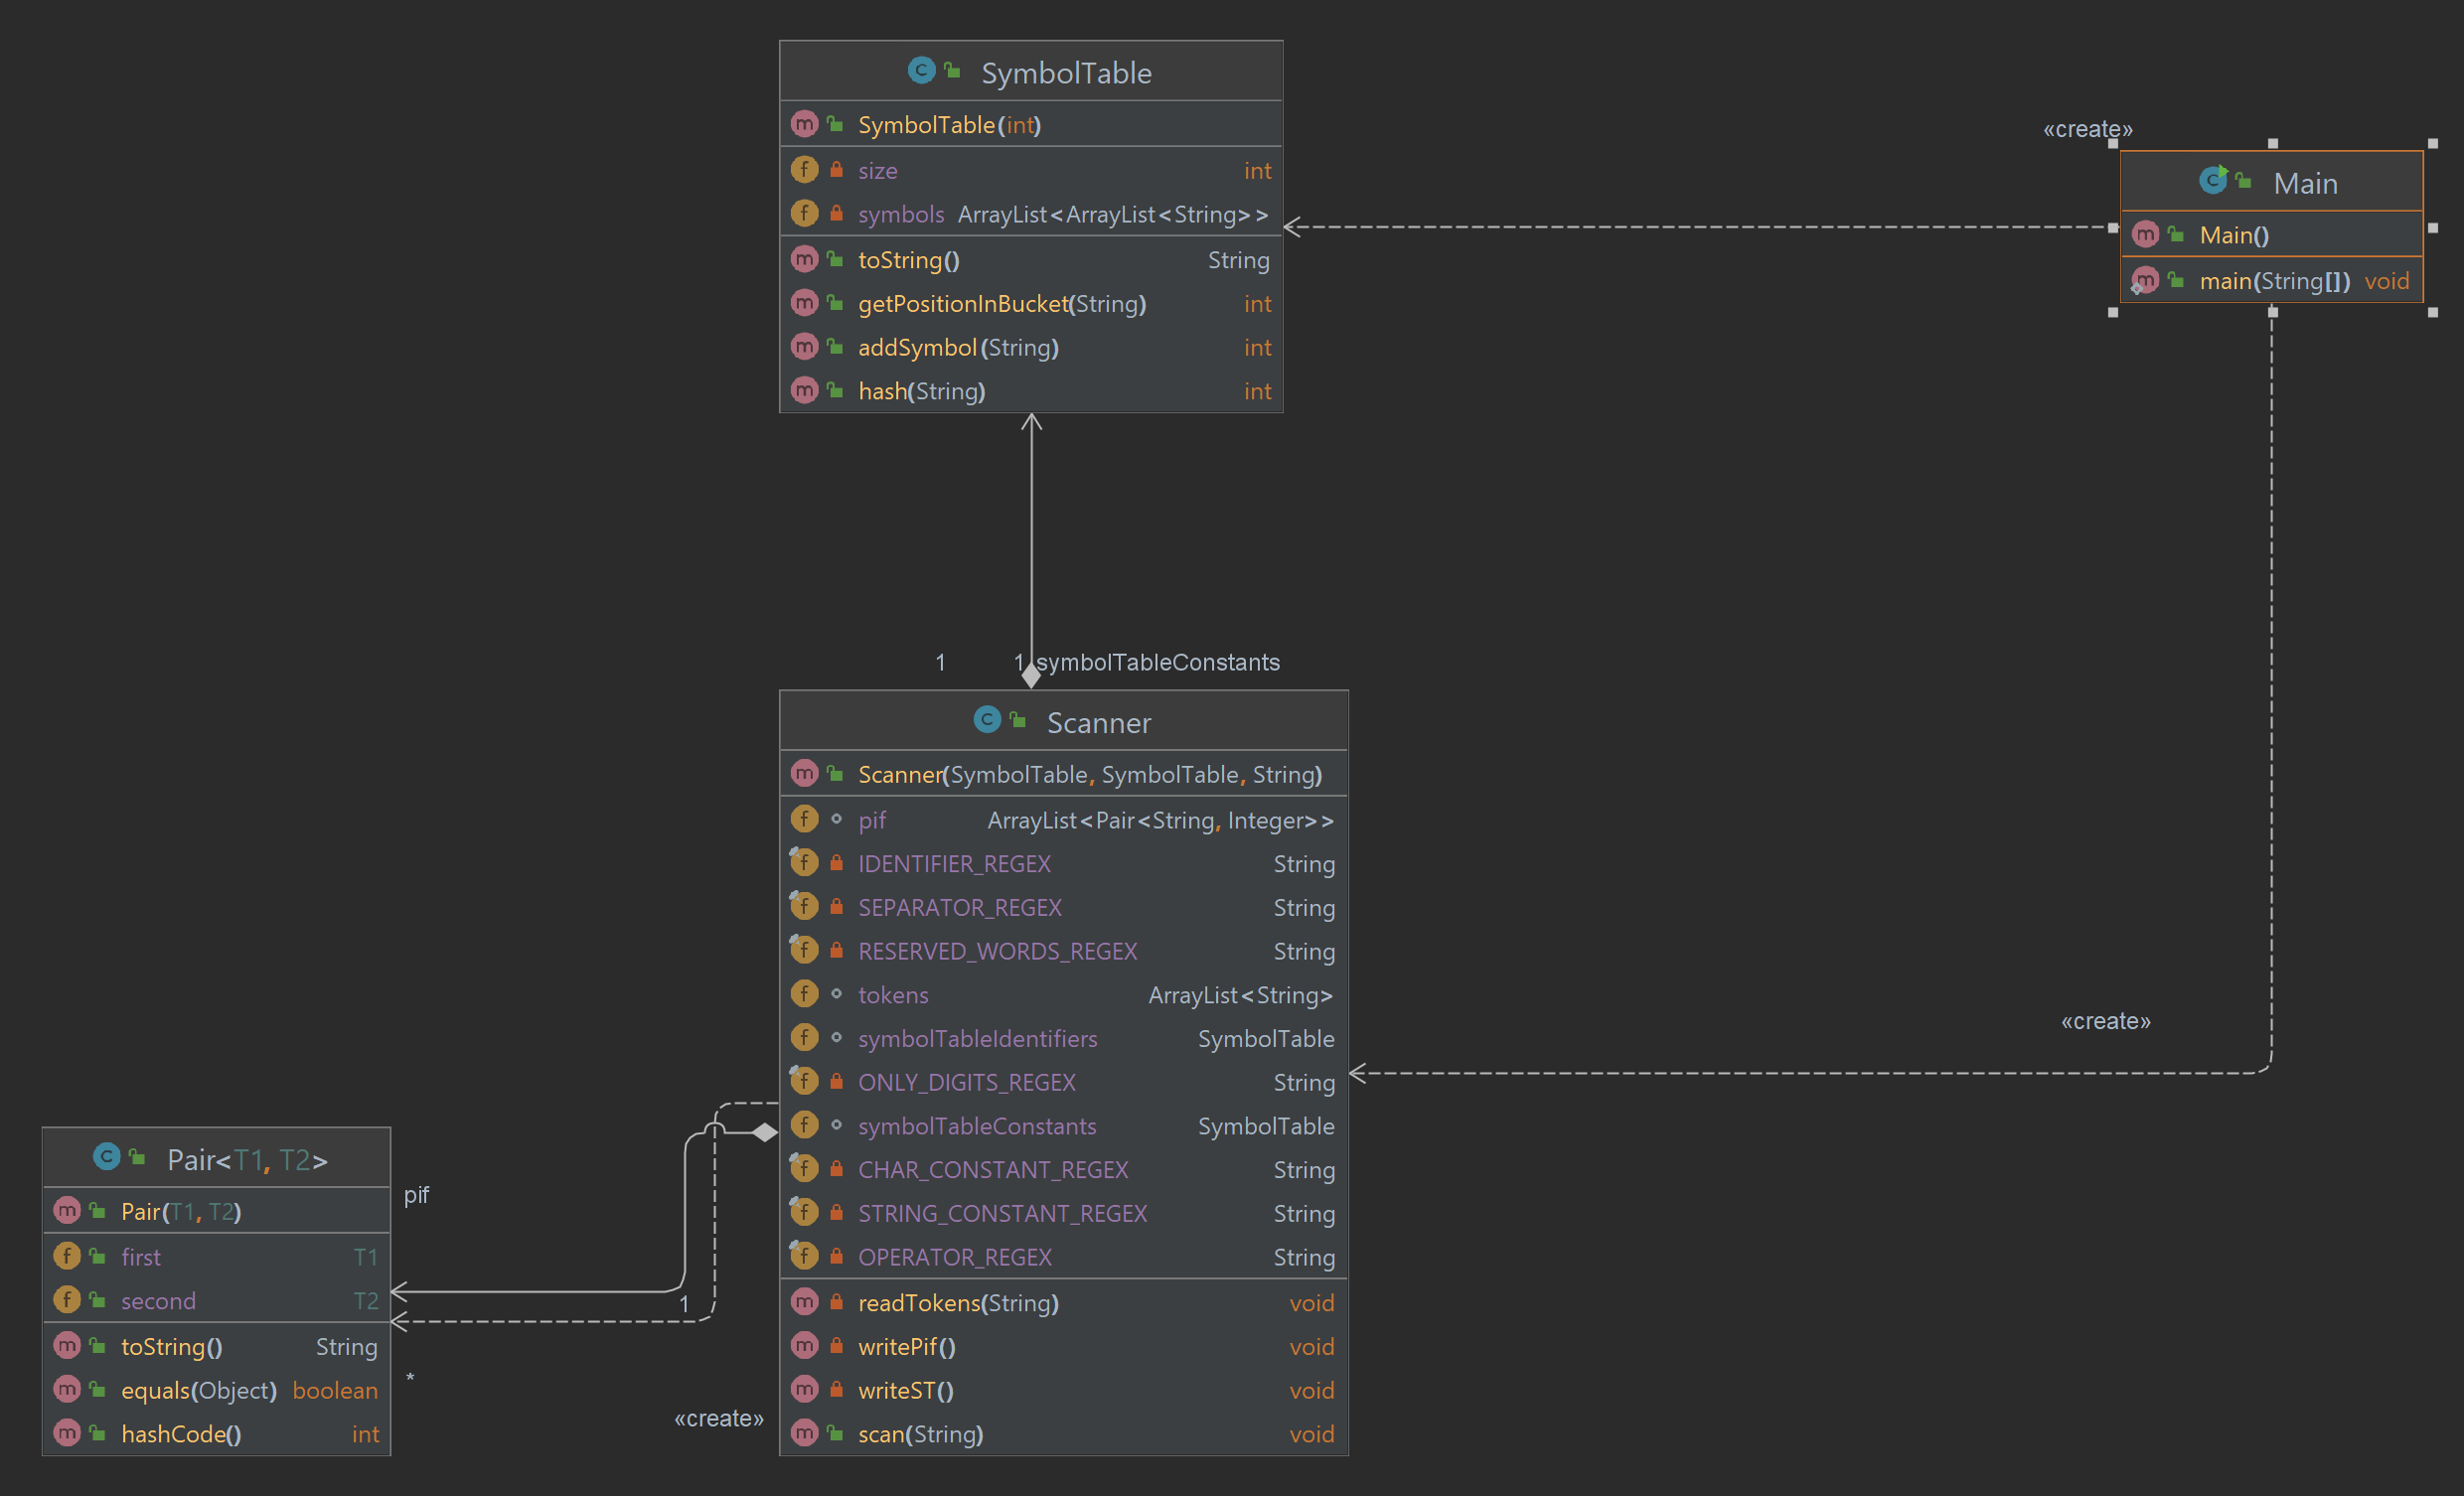 SymbolTable
SymbolTable(int)
size int
symbols ArrayList<ArrayList<String>>
toString() String
getPositionInBucket(String) int
addSymbol(String) int
hash(String) int
«create»
Main
Main()
main(String[]) void
1 1 symbolTableConstants
Scanner
Scanner(SymbolTable, SymbolTable, String)
pif ArrayList<Pair<String, Integer>>
IDENTIFIER_REGEX String
SEPARATOR_REGEX String
RESERVED_WORDS_REGEX String
tokens ArrayList<String>
symbolTableIdentifiers SymbolTable
ONLY_DIGITS_REGEX String
symbolTableConstants SymbolTable
CHAR_CONSTANT_REGEX String
STRING_CONSTANT_REGEX String
OPERATOR_REGEX String
readTokens(String) void
writePif() void
writeST() void
scan(String) void
«create»
Pair<T1, T2>
Pair(T1, T2)
first T1
second T2
toString() String
equals(Object) boolean
hashCode() int
pif
1
*
«create»